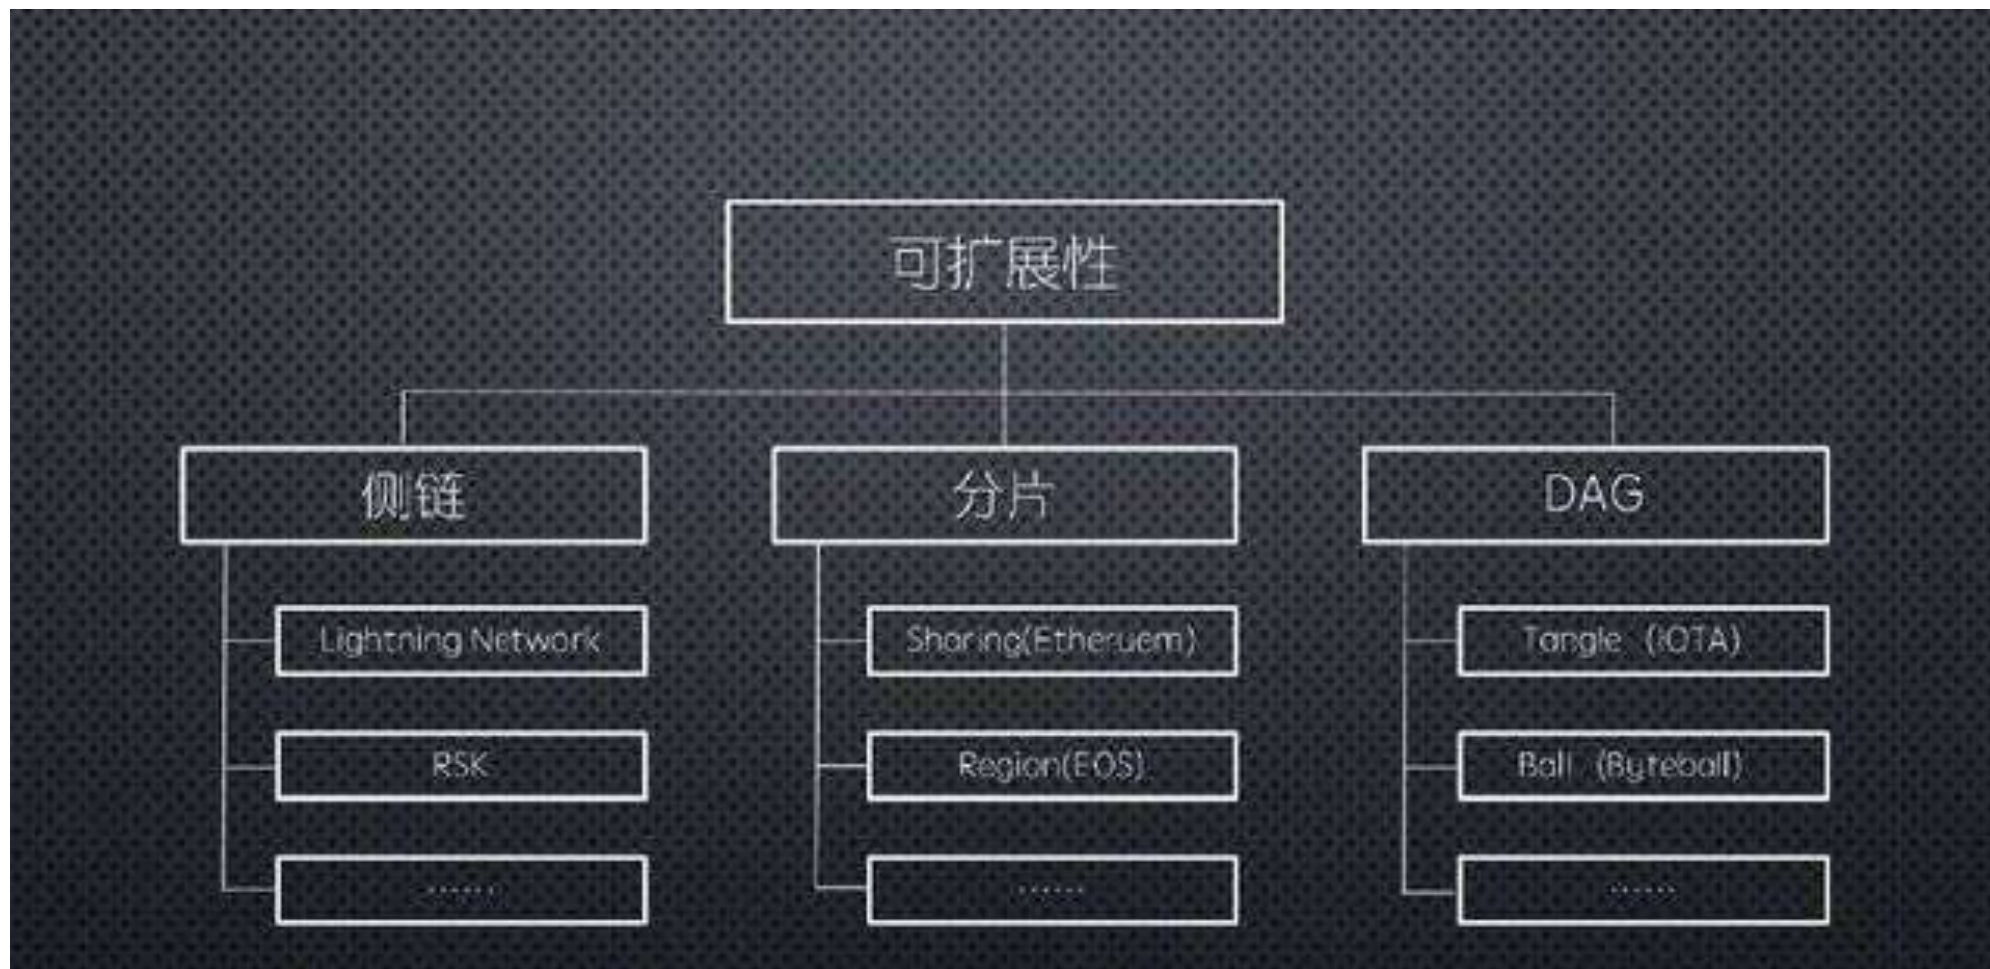 可扩展性
侧链
分片
DAG
Lightning Network
Sharing(Etheruem)
Tangle（IOTA）
RSK
Region(EOS)
Ball（Byteball）
……
……
……